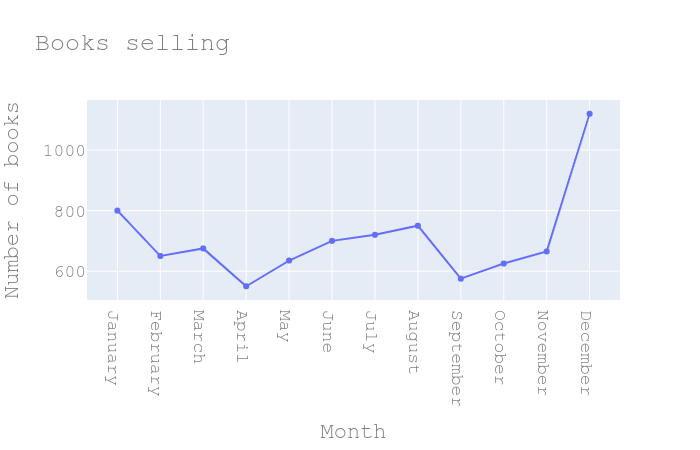 Books selling
Number of books
1000
800
600
January
February
March
April
May
June
July
August
September
October
November
December
Month